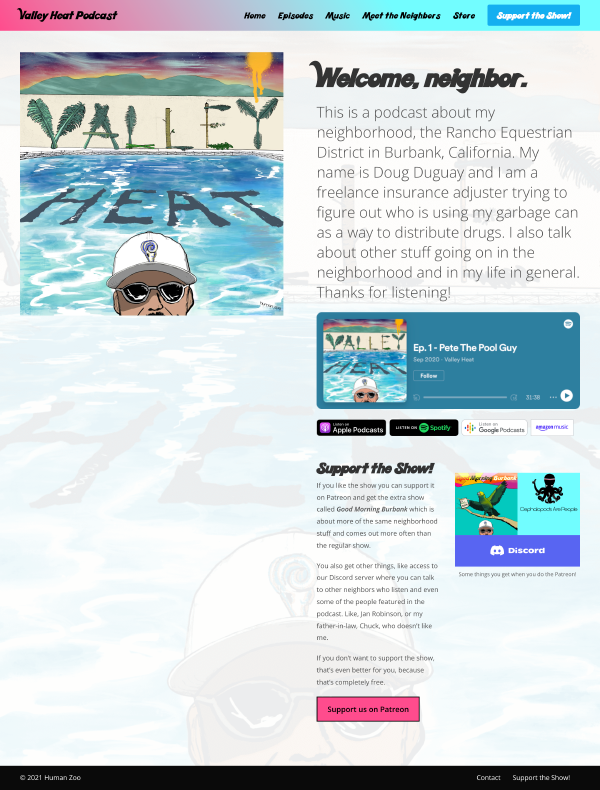 Valley Heat Podcast
Home Episodes Music Meet the Neighbors Store Support the Show!
VALLEY
HEAT
Welcome, neighbor.
This is a podcast about my
neighborhood, the Rancho Equestrian
District in Burbank, California. My
name is Doug Duguay and I am a
freelance insurance adjuster trying to
figure out who is using my garbage can
as a way to distribute drugs. I also talk
about other stuff going on in the
neighborhood and in my life in general.
Thanks for listening!
VALLEY
HEAT
Ep. 1 - Pete The Pool Guy
Sep 2020 · Valley Heat
Follow
31:38
Listen on
Apple Podcasts
LISTEN ON Spotify
Listen on
Google Podcasts
amazon music
Support the Show!
If you like the show you can support it
on Patreon and get the extra show
called Good Morning Burbank which is
about more of the same neighborhood
stuff and comes out more often than
the regular show.
You also get other things, like access to
our Discord server where you can talk
to other neighbors who listen and even
some of the people featured in the
podcast. Like, Jan Robinson, or my
father-in-law, Chuck, who doesn't like
me.
If you don't want to support the show,
that's even better for you, because
that's completely free.
Support us on Patreon
Good Morning Burbank
Cephalopods Are People
Discord
Some things you get when you do the Patreon!
© 2021 Human Zoo
Contact Support the Show!